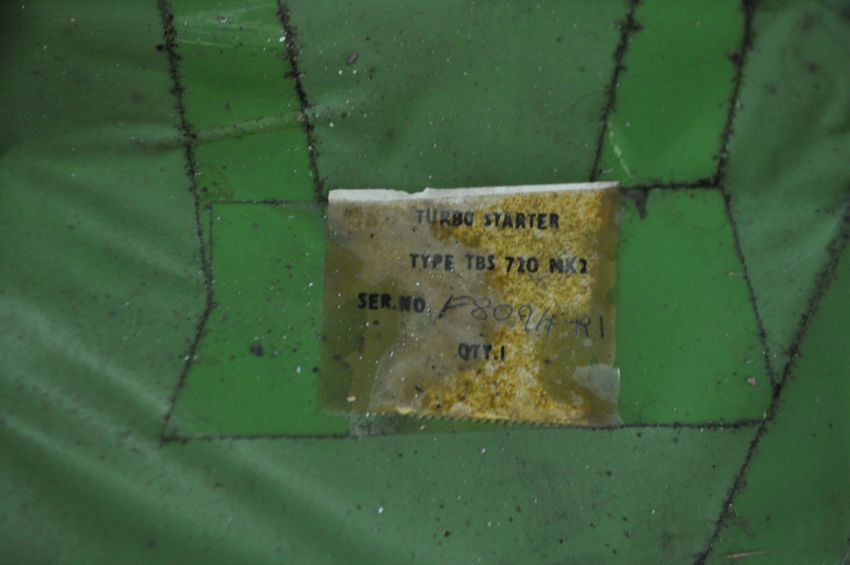 TURBO STARTER
TYPE TBS 720 MK2
SER.NO. F8094-R1
QTY.1